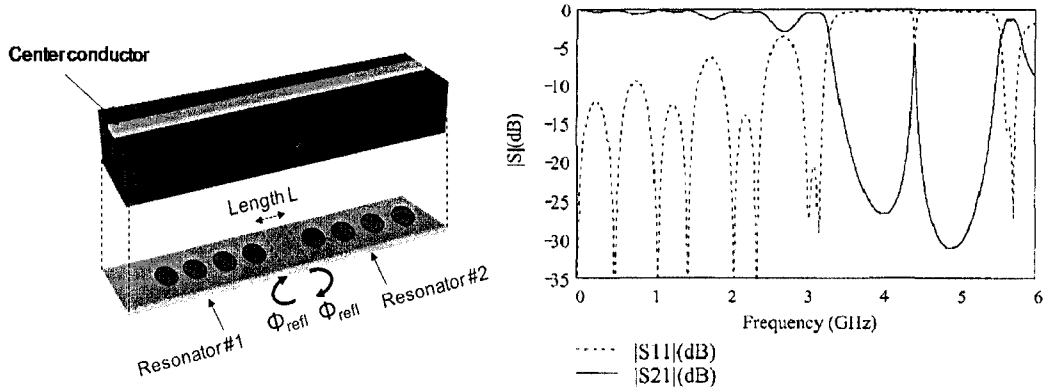 Center conductor
Length L
Φrefl Φrefl
Resonator #1
Resonator #2
|S|(dB)
0
-5
-10
-15
-20
-25
-30
-35
0 1 2 3 4 5 6
Frequency (GHz)
|S11|(dB)
|S21|(dB)